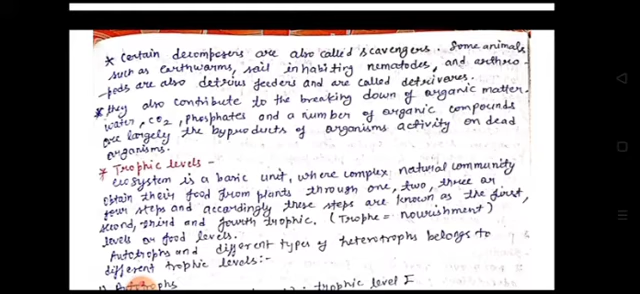 * Certain decomposers are also called scavengers. Some animals
such as earthworms, soil inhabiting nematodes, and arthro-
-pods are also detrius feeders and are called detrivores.
* they also contibute to the breaking down of organic matter.
water, CO2, phosphates and a number of organic compounds
are largely the byproducts of organisms activity on dead
organisms.
* Trophic levels -
ecosystem is a basic unit, where complex natural community
obtain their food from plants through one, two, three or
four steps and accordingly these steps are known as the first,
second, third and fourth trophic. (Trophe = nourishment)
levels or food levels.
Autotrophs and different types of heterotrophs belongs to
different trophic levels:-
Autotrophs
trophic level I